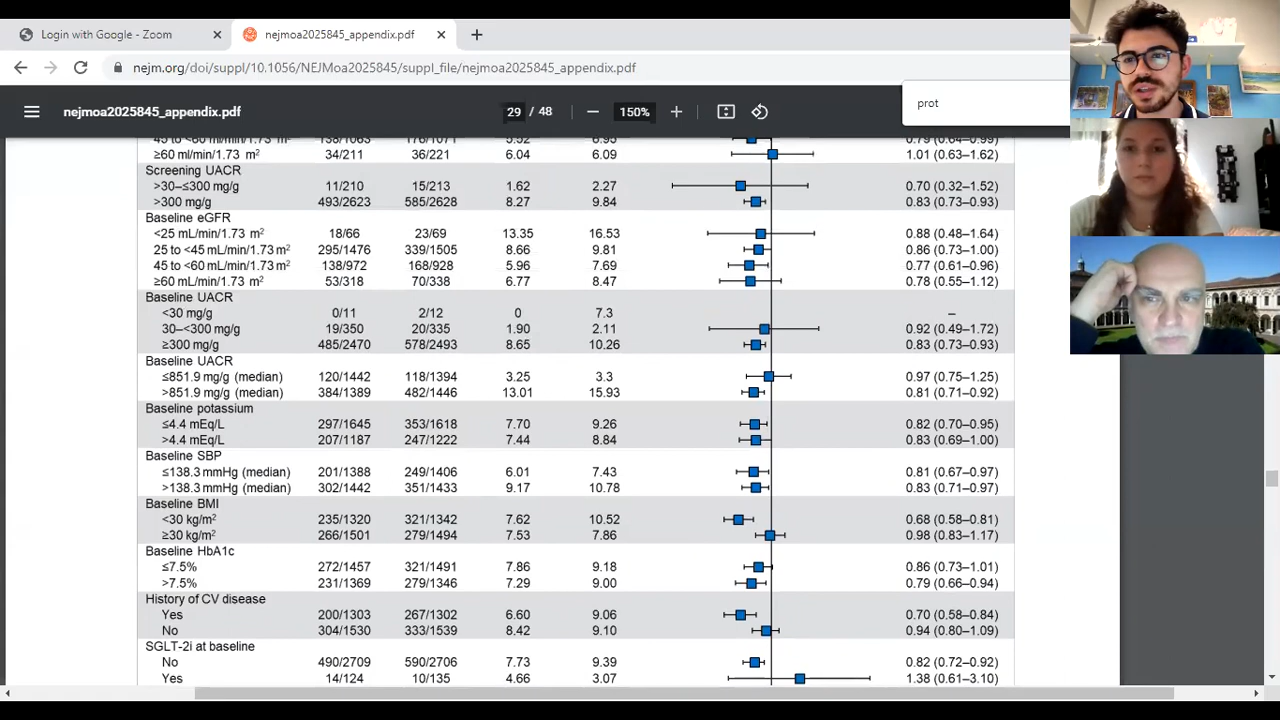 Login with Google - Zoom
nejmoa2025845_appendix.pdf
nejm.org/doi/suppl/10.1056/NEJMoa2025845/suppl_file/nejmoa2025845_appendix.pdf
prot
nejmoa2025845_appendix.pdf 29 / 48 150%
≥60 ml/min/1.73 m² 34/211 36/221 6.04 6.09 1.01 (0.63–1.62)
Screening UACR
>30–≤300 mg/g 11/210 15/213 1.62 2.27 0.70 (0.32–1.52)
>300 mg/g 493/2623 585/2628 8.27 9.84 0.83 (0.73–0.93)
Baseline eGFR
<25 mL/min/1.73 m² 18/66 23/69 13.35 16.53 0.88 (0.48–1.64)
25 to <45 mL/min/1.73 m² 295/1476 339/1505 8.66 9.81 0.86 (0.73–1.00)
45 to <60 mL/min/1.73 m² 138/972 168/928 5.96 7.69 0.77 (0.61–0.96)
≥60 mL/min/1.73 m² 53/318 70/338 6.77 8.47 0.78 (0.55–1.12)
Baseline UACR
<30 mg/g 0/11 2/12 0 7.3 –
30–<300 mg/g 19/350 20/335 1.90 2.11 0.92 (0.49–1.72)
≥300 mg/g 485/2470 578/2493 8.65 10.26 0.83 (0.73–0.93)
Baseline UACR
≤851.9 mg/g (median) 120/1442 118/1394 3.25 3.3 0.97 (0.75–1.25)
>851.9 mg/g (median) 384/1389 482/1446 13.01 15.93 0.81 (0.71–0.92)
Baseline potassium
≤4.4 mEq/L 297/1645 353/1618 7.70 9.26 0.82 (0.70–0.95)
>4.4 mEq/L 207/1187 247/1222 7.44 8.84 0.83 (0.69–1.00)
Baseline SBP
≤138.3 mmHg (median) 201/1388 249/1406 6.01 7.43 0.81 (0.67–0.97)
>138.3 mmHg (median) 302/1442 351/1433 9.17 10.78 0.83 (0.71–0.97)
Baseline BMI
<30 kg/m² 235/1320 321/1342 7.62 10.52 0.68 (0.58–0.81)
≥30 kg/m² 266/1501 279/1494 7.53 7.86 0.98 (0.83–1.17)
Baseline HbA1c
≤7.5% 272/1457 321/1491 7.86 9.18 0.86 (0.73–1.01)
>7.5% 231/1369 279/1346 7.29 9.00 0.79 (0.66–0.94)
History of CV disease
Yes 200/1303 267/1302 6.60 9.06 0.70 (0.58–0.84)
No 304/1530 333/1539 8.42 9.10 0.94 (0.80–1.09)
SGLT-2i at baseline
No 490/2709 590/2706 7.73 9.39 0.82 (0.72–0.92)
Yes 14/124 10/135 4.66 3.07 1.38 (0.61–3.10)